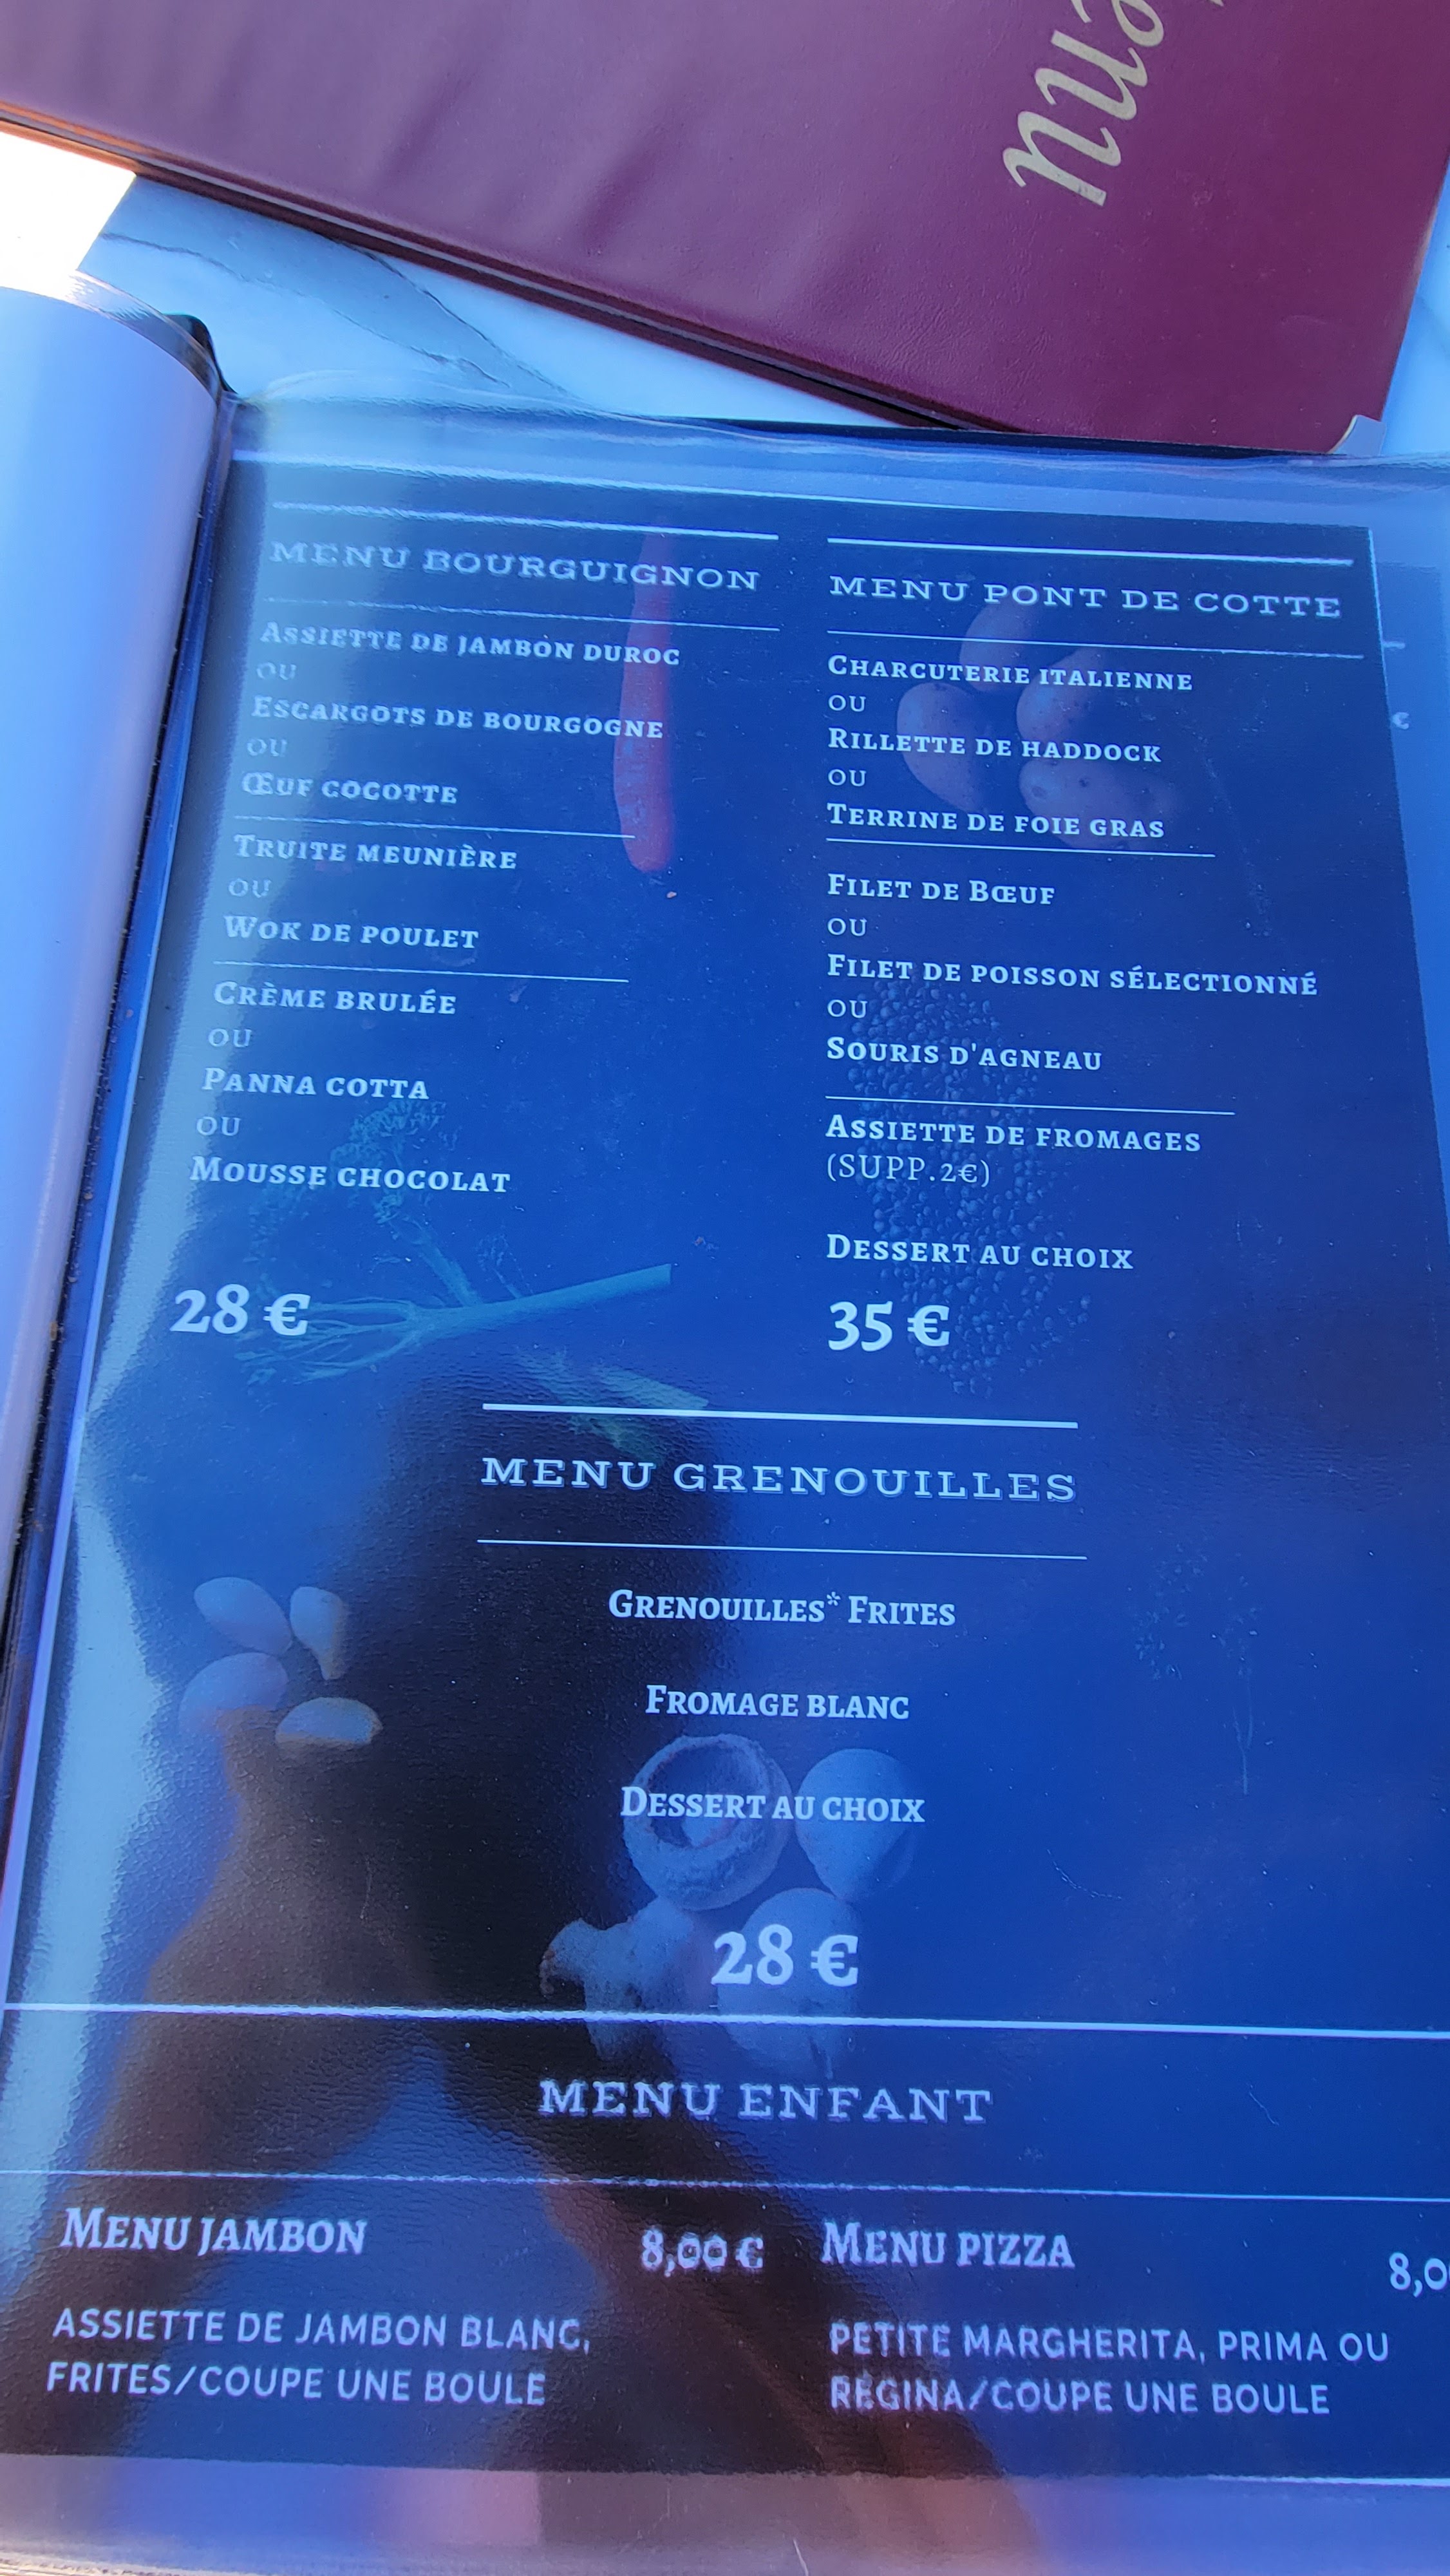 MENU BOURGUIGNON
ASSIETTE DE JAMBON DUROC
OU
ESCARGOTS DE BOURGOGNE
OU
ŒUF COCOTTE
TRUITE MEUNIÈRE
OU
WOK DE POULET
CRÈME BRULÉE
OU
PANNA COTTA
OU
MOUSSE CHOCOLAT
28 €
MENU PONT DE COTTE
CHARCUTERIE ITALIENNE
OU
RILLETTE DE HADDOCK
OU
TERRINE DE FOIE GRAS
FILET DE BŒUF
OU
FILET DE POISSON SÉLECTIONNÉ
OU
SOURIS D'AGNEAU
ASSIETTE DE FROMAGES
(SUPP.2€)
DESSERT AU CHOIX
35 €
€
MENU GRENOUILLES
GRENOUILLES* FRITES
FROMAGE BLANC
DESSERT AU CHOIX
28 €
MENU ENFANT
MENU JAMBON 8,00 €
ASSIETTE DE JAMBON BLANC,
FRITES/COUPE UNE BOULE
MENU PIZZA 8,0
PETITE MARGHERITA, PRIMA OU
REGINA/COUPE UNE BOULE